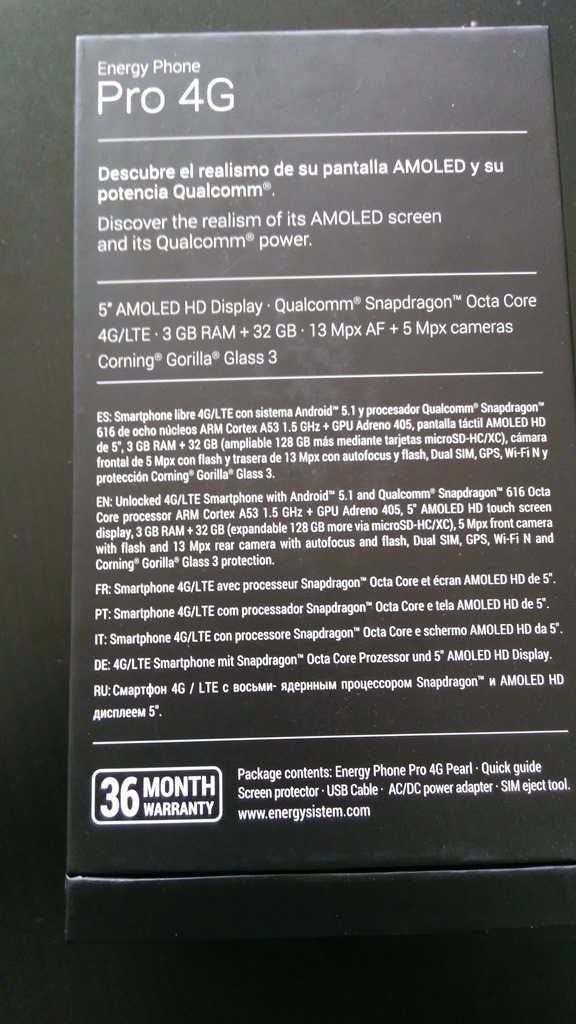 Energy Phone
Pro 4G
Descubre el realismo de su pantalla AMOLED y su
potencia Qualcomm®.
Discover the realism of its AMOLED screen
and its Qualcomm® power.
5" AMOLED HD Display · Qualcomm® Snapdragon™ Octa Core
4G/LTE · 3 GB RAM + 32 GB · 13 Mpx AF + 5 Mpx cameras
Corning® Gorilla® Glass 3
ES: Smartphone libre 4G/LTE con sistema Android™ 5.1 y procesador Qualcomm® Snapdragon™
616 de ocho núcleos ARM Cortex A53 1.5 GHz + GPU Adreno 405, pantalla táctil AMOLED HD
de 5", 3 GB RAM + 32 GB (ampliable 128 GB más mediante tarjetas microSD-HC/XC), cámara
frontal de 5 Mpx con flash y trasera de 13 Mpx con autofocus y flash, Dual SIM, GPS, Wi-Fi N y
protección Corning® Gorilla® Glass 3.
EN: Unlocked 4G/LTE Smartphone with Android™ 5.1 and Qualcomm® Snapdragon™ 616 Octa
Core processor ARM Cortex A53 1.5 GHz + GPU Adreno 405, 5" AMOLED HD touch screen
display, 3 GB RAM + 32 GB (expandable 128 GB more via microSD-HC/XC), 5 Mpx front camera
with flash and 13 Mpx rear camera with autofocus and flash, Dual SIM, GPS, Wi-Fi N and
Corning® Gorilla® Glass 3 protection.
FR: Smartphone 4G/LTE avec processeur Snapdragon™ Octa Core et écran AMOLED HD de 5".
PT: Smartphone 4G/LTE com processador Snapdragon™ Octa Core e tela AMOLED HD de 5".
IT: Smartphone 4G/LTE con processore Snapdragon™ Octa Core e schermo AMOLED HD da 5".
DE: 4G/LTE Smartphone mit Snapdragon™ Octa Core Prozessor und 5" AMOLED HD Display.
RU: Смартфон 4G / LTE с восьми- ядернным процессором Snapdragon™ и AMOLED HD
дисплеем 5".
36 MONTH
WARRANTY
Package contents: Energy Phone Pro 4G Pearl · Quick guide
Screen protector · USB Cable · AC/DC power adapter · SIM eject tool.
www.energysistem.com